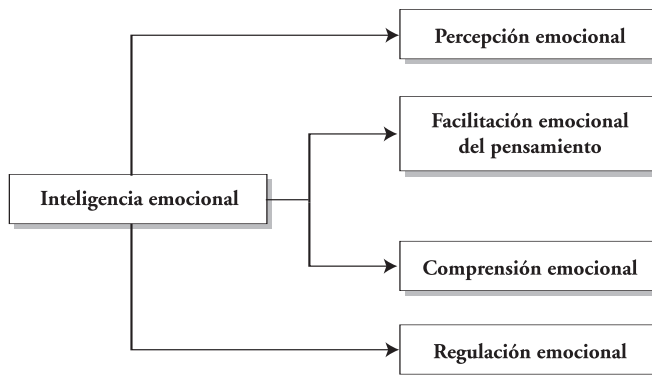 Percepción emocional
Facilitación emocional
del pensamiento
Inteligencia emocional
Comprensión emocional
Regulación emocional